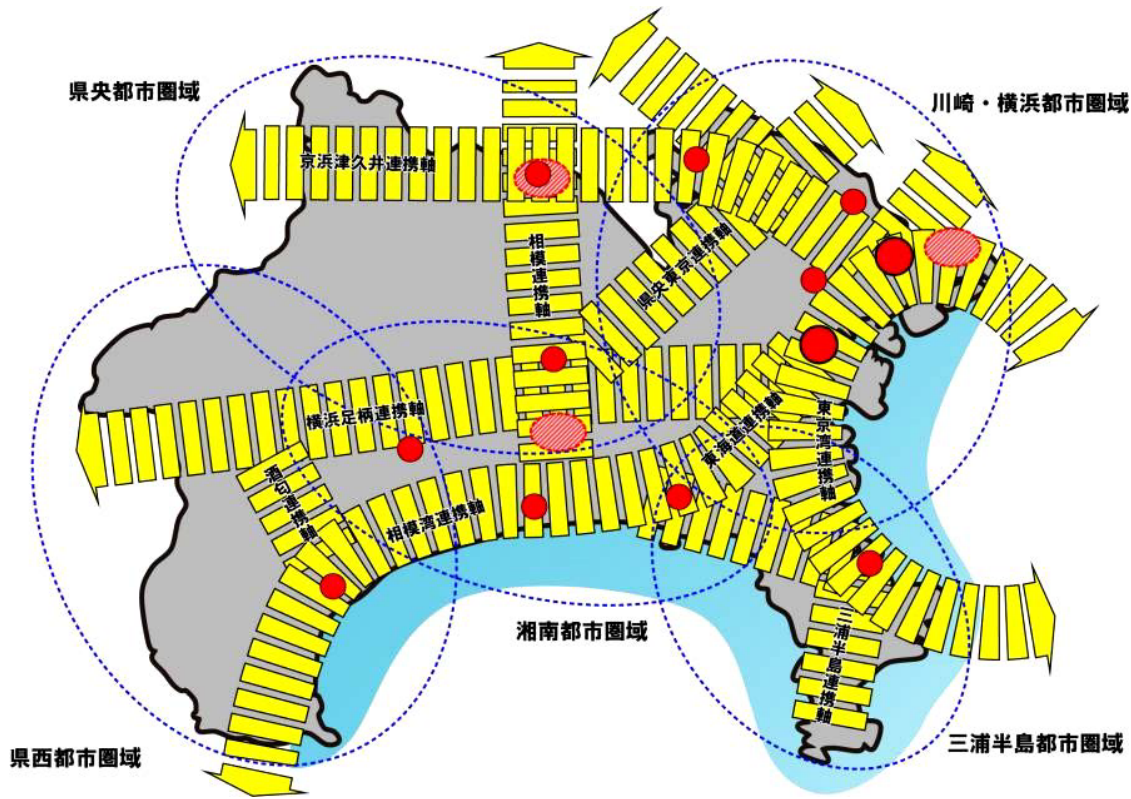 県央都市圏域
川崎・横浜都市圏域
京浜津久井連携軸
相模連携軸
県央東京連携軸
横浜足柄連携軸
東海道連携軸
東京湾連携軸
酒匂連携軸
相模湾連携軸
湘南都市圏域
三浦半島連携軸
県西都市圏域
三浦半島都市圏域